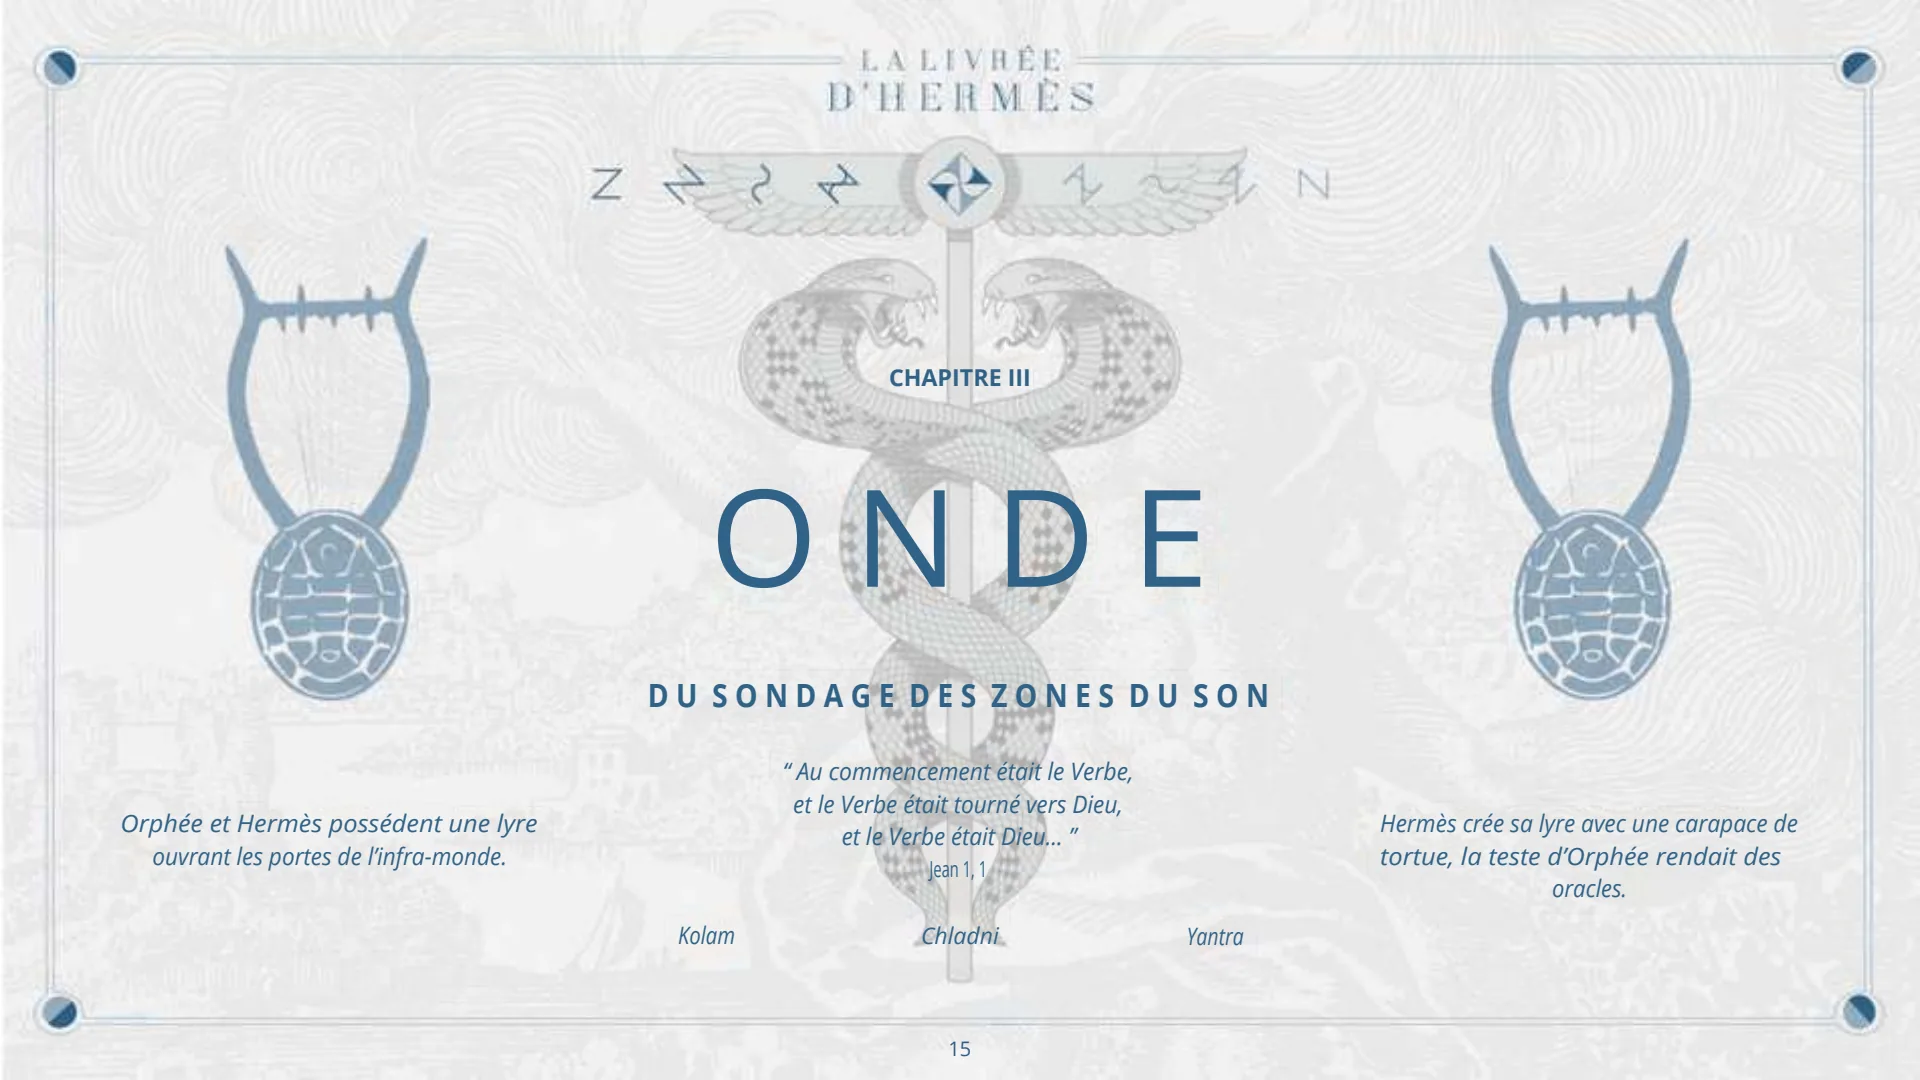 LA LIVRÉE
D'HERMÈS
CHAPITRE III
ONDE
DU SONDAGE DES ZONES DU SON
“ Au commencement était le Verbe,
et le Verbe était tourné vers Dieu,
et le Verbe était Dieu... ”
Jean 1, 1
Orphée et Hermès possédent une lyre
ouvrant les portes de l’infra-monde.
Hermès crée sa lyre avec une carapace de
tortue, la teste d’Orphée rendait des
oracles.
Kolam
Chladni
Yantra
15